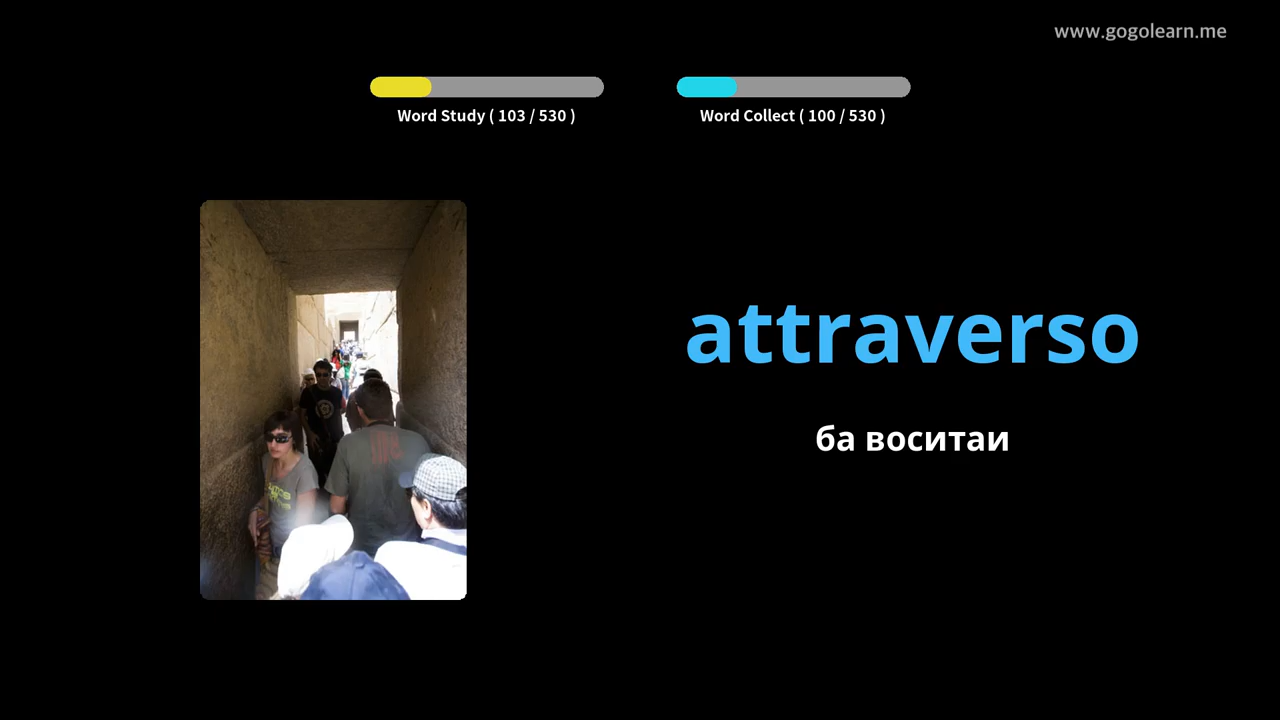 www.gogolearn.me
Word Study ( 103 / 530 )
Word Collect ( 100 / 530 )
attraverso
ба воситаи